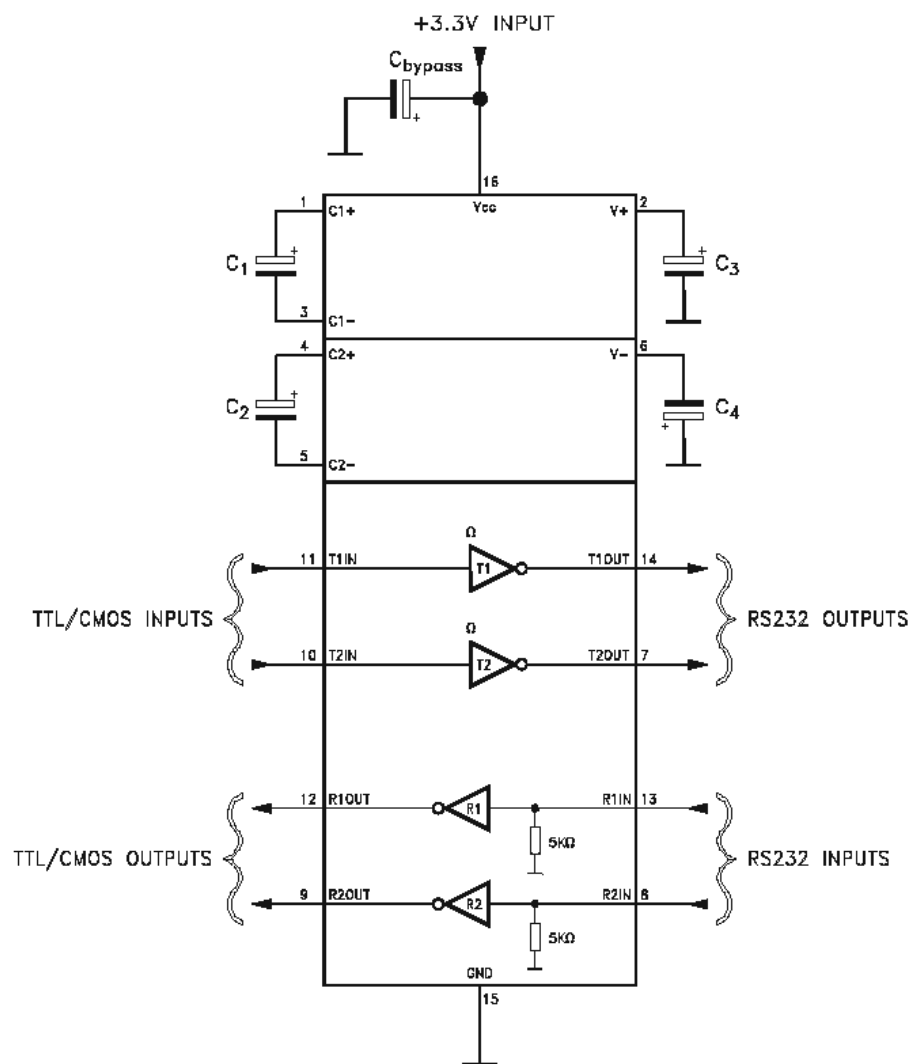 +3.3V INPUT
Cbypass
+
16
Vcc
1 C1+ V+ 2
C1 + + C3
3 C1-
4 C2+ V- 6
C2 + + C4
5 C2-
Ω
11 T1IN T1 T1OUT 14
TTL/CMOS INPUTS RS232 OUTPUTS
Ω
10 T2IN T2 T2OUT 7
12 R1OUT R1 R1IN 13
5KΩ
TTL/CMOS OUTPUTS RS232 INPUTS
9 R2OUT R2 R2IN 8
5KΩ
GND
15